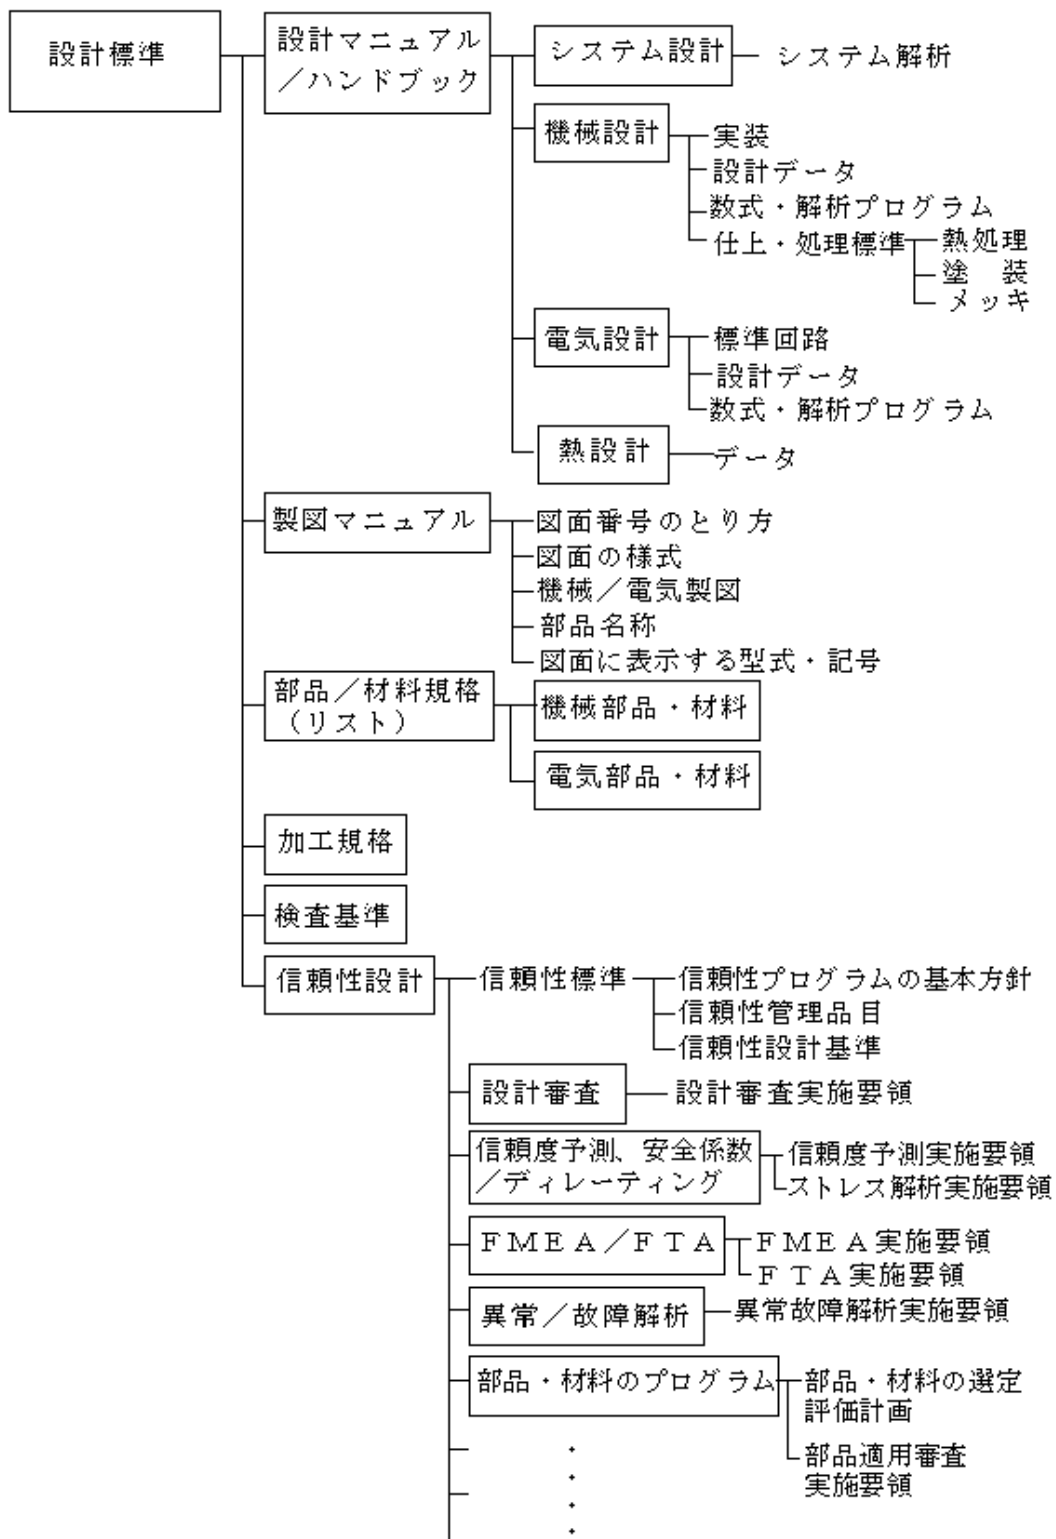 設計標準
設計マニュアル
／ハンドブック
システム設計
システム解析
機械設計
実装
設計データ
数式・解析プログラム
仕上・処理標準
熱処理
塗　装
メッキ
電気設計
標準回路
設計データ
数式・解析プログラム
熱設計
データ
製図マニュアル
図面番号のとり方
図面の様式
機械／電気製図
部品名称
図面に表示する型式・記号
部品／材料規格
（リスト）
機械部品・材料
電気部品・材料
加工規格
検査基準
信頼性設計
信頼性標準
信頼性プログラムの基本方針
信頼性管理品目
信頼性設計基準
設計審査
設計審査実施要領
信頼度予測、安全係数
／ディレーティング
信頼度予測実施要領
ストレス解析実施要領
ＦＭＥＡ／ＦＴＡ
ＦＭＥＡ実施要領
ＦＴＡ実施要領
異常／故障解析
異常故障解析実施要領
部品・材料のプログラム
部品・材料の選定
評価計画
部品適用審査
実施要領